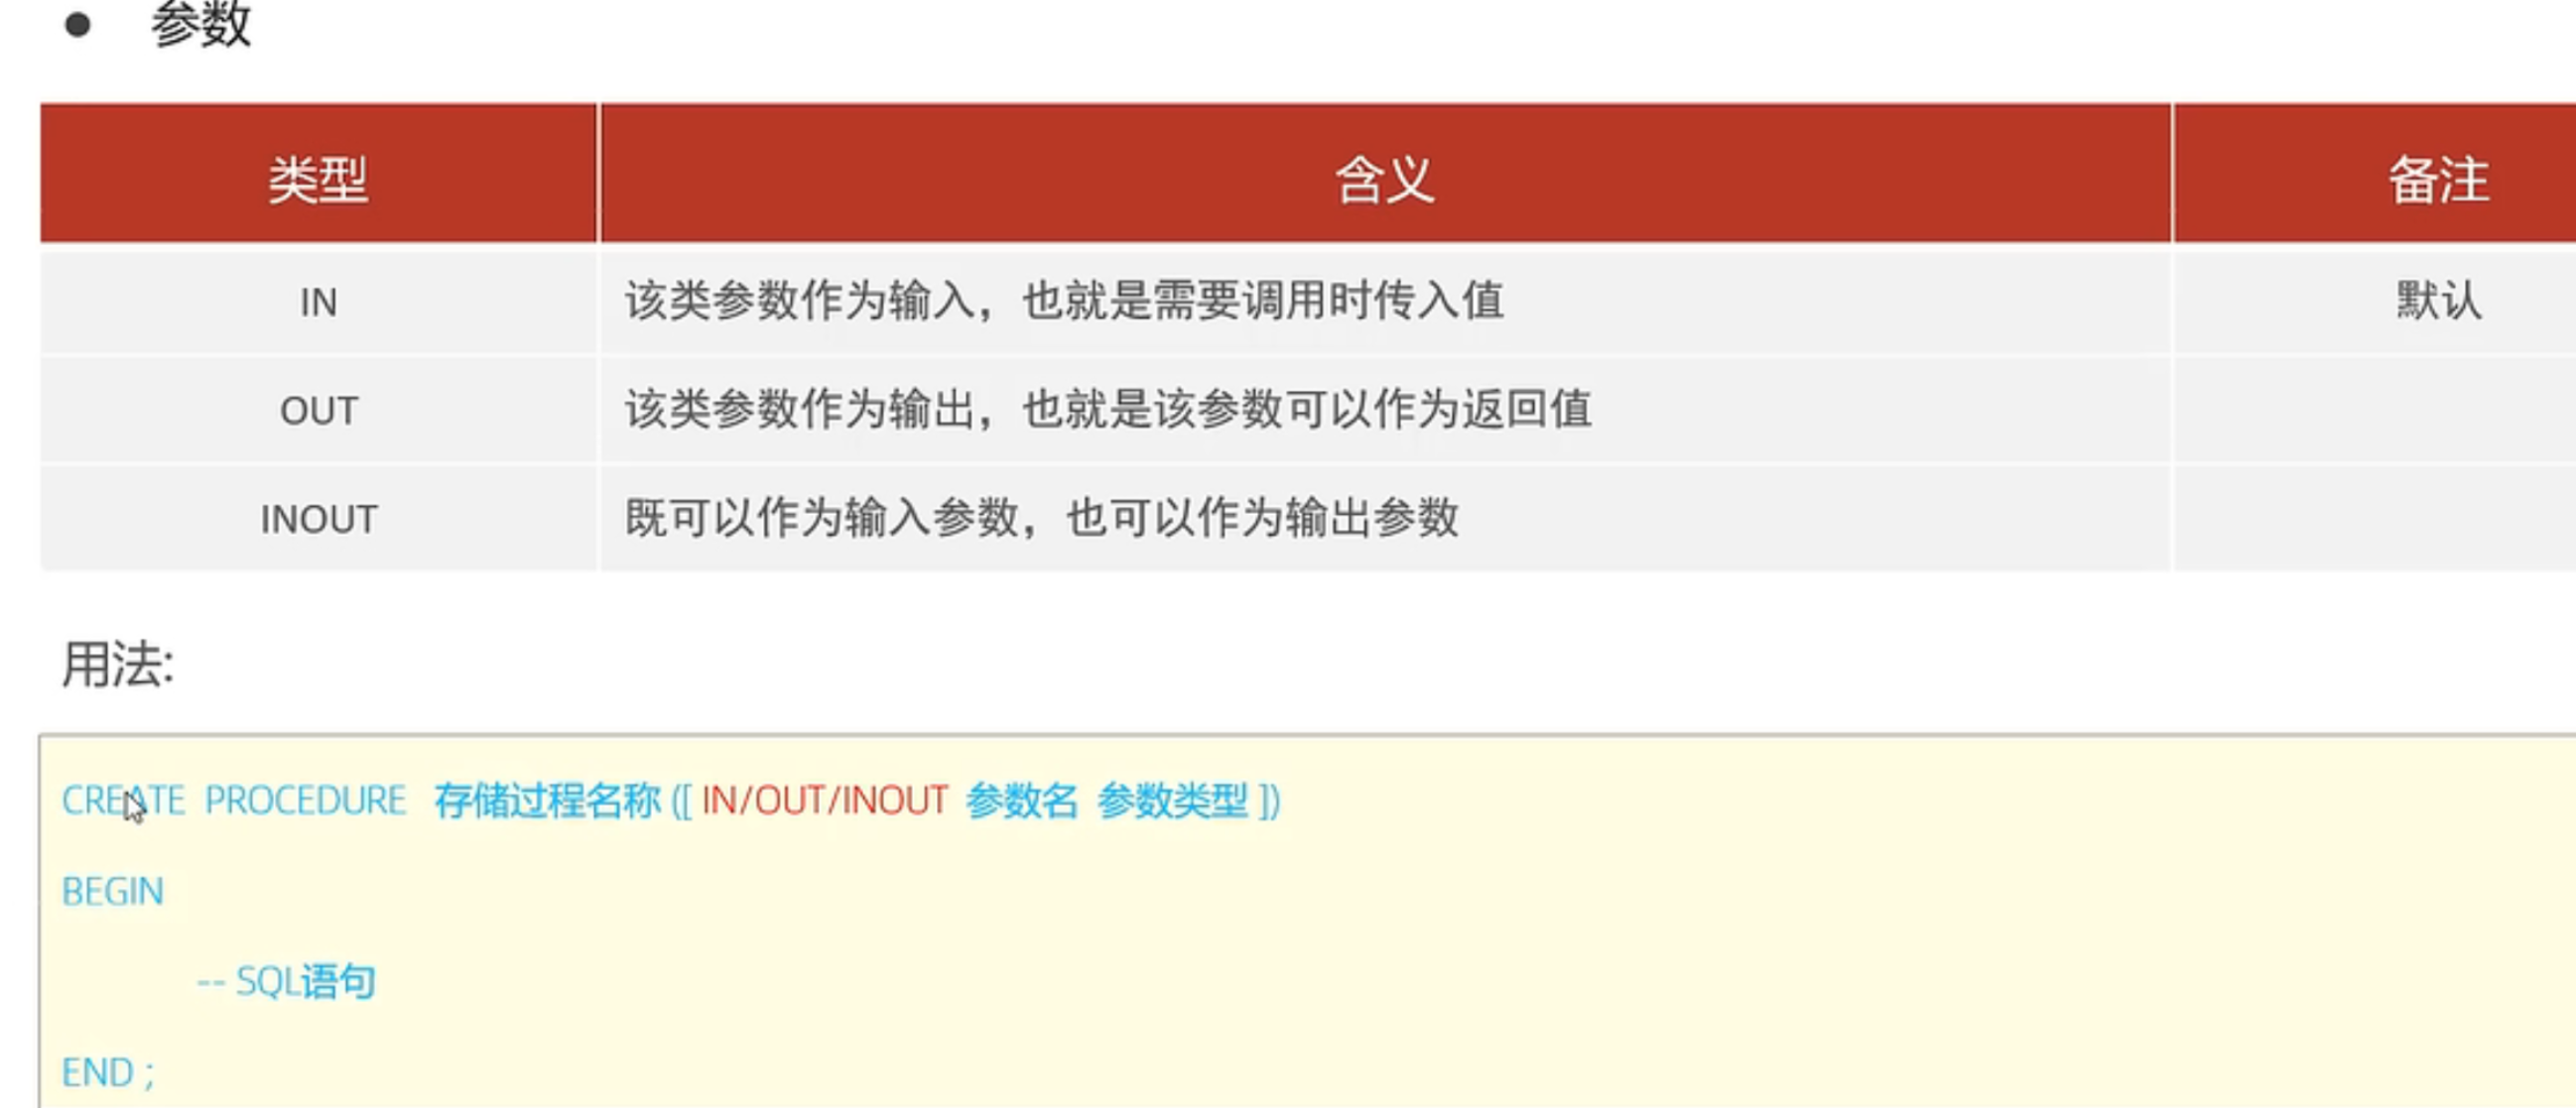 ● 参数
类型 含义 备注
IN 该类参数作为输入，也就是需要调用时传入值 默认
OUT 该类参数作为输出，也就是该参数可以作为返回值
INOUT 既可以作为输入参数，也可以作为输出参数
用法:
CREATE PROCEDURE 存储过程名称 ([ IN/OUT/INOUT 参数名 参数类型 ])
BEGIN
-- SQL语句
END ;